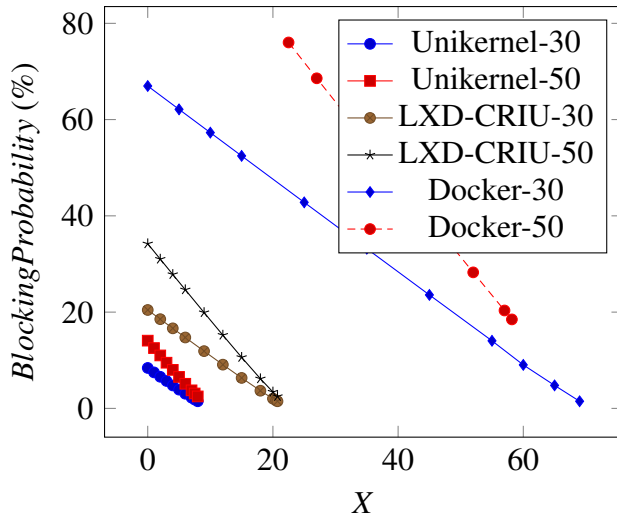 80
60
40
20
0
BlockingProbability (%)
Unikernel-30
Unikernel-50
LXD-CRIU-30
LXD-CRIU-50
Docker-30
Docker-50
0 20 40 60
X